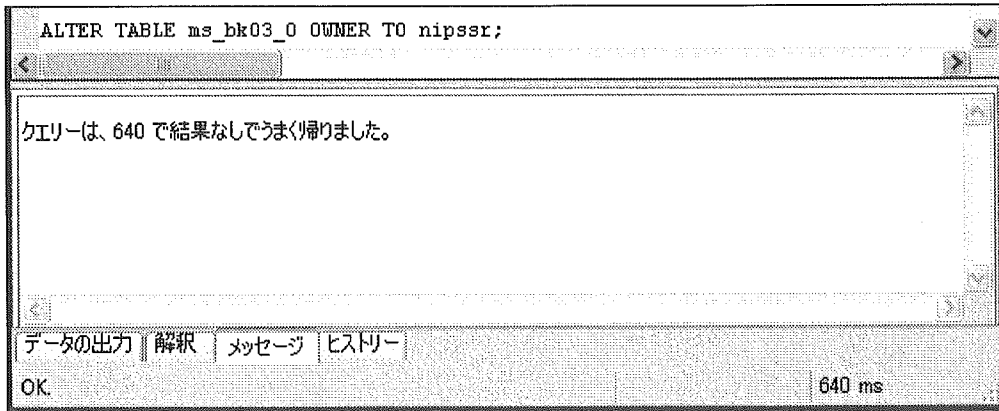 ALTER TABLE ms_bk03_0 OWNER TO nipssr;
クエリーは、640 で結果なしでうまく帰りました。
データの出力 解釈 メッセージ ヒストリー
OK. 640 ms